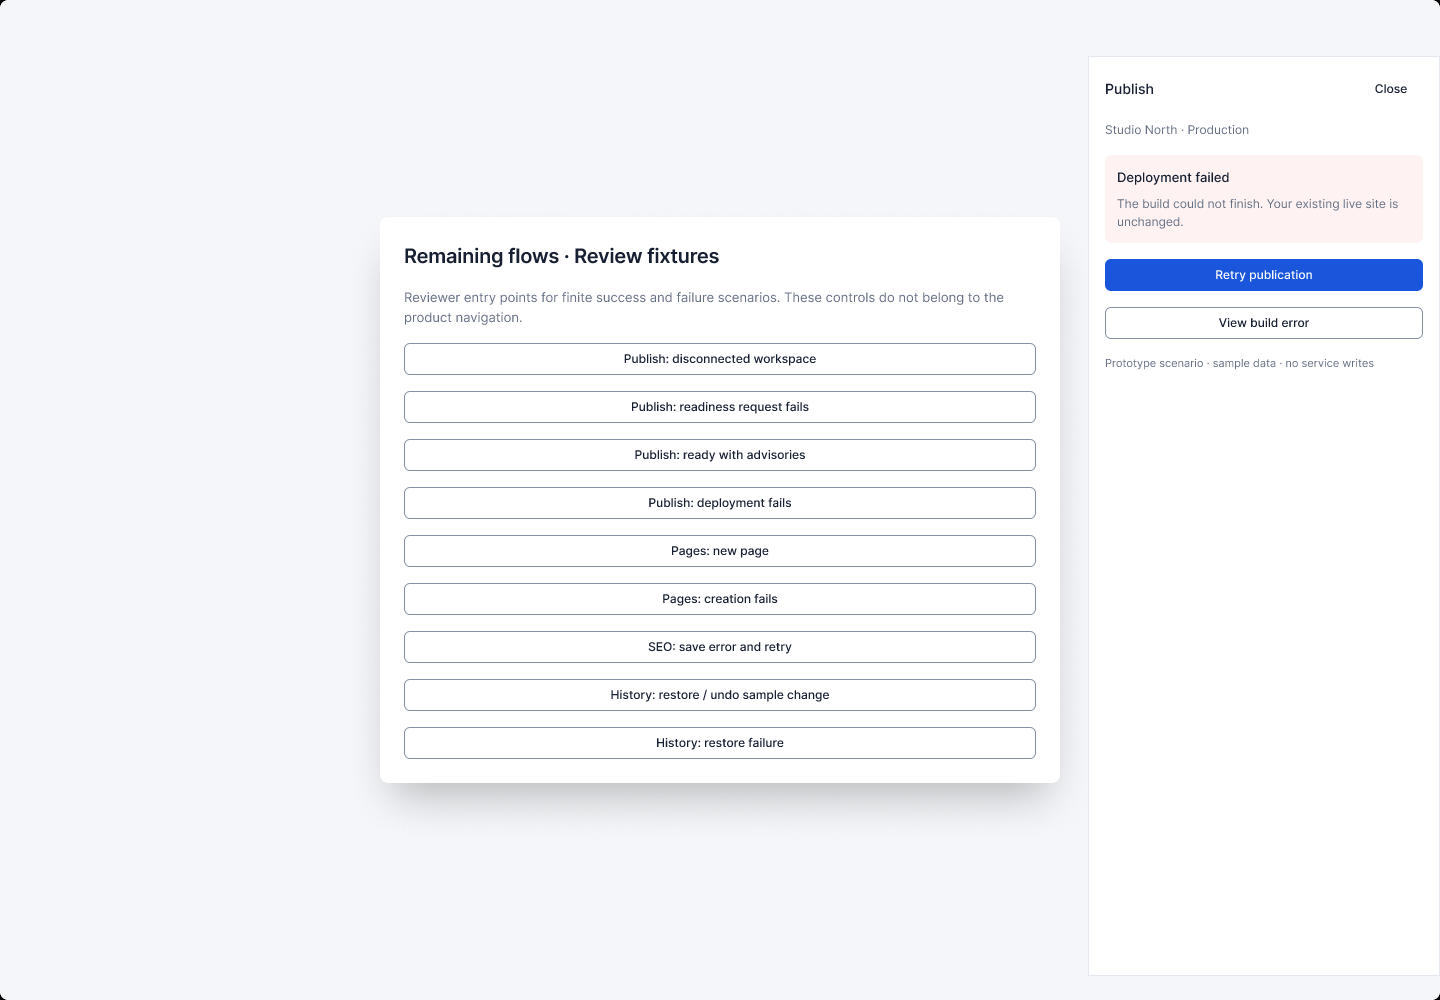 Remaining flows · Review fixtures
Reviewer entry points for finite success and failure scenarios. These controls do not belong to the
product navigation.
Publish: disconnected workspace
Publish: readiness request fails
Publish: ready with advisories
Publish: deployment fails
Pages: new page
Pages: creation fails
SEO: save error and retry
History: restore / undo sample change
History: restore failure
Publish
Close
Studio North · Production
Deployment failed
The build could not finish. Your existing live site is
unchanged.
Retry publication
View build error
Prototype scenario · sample data · no service writes